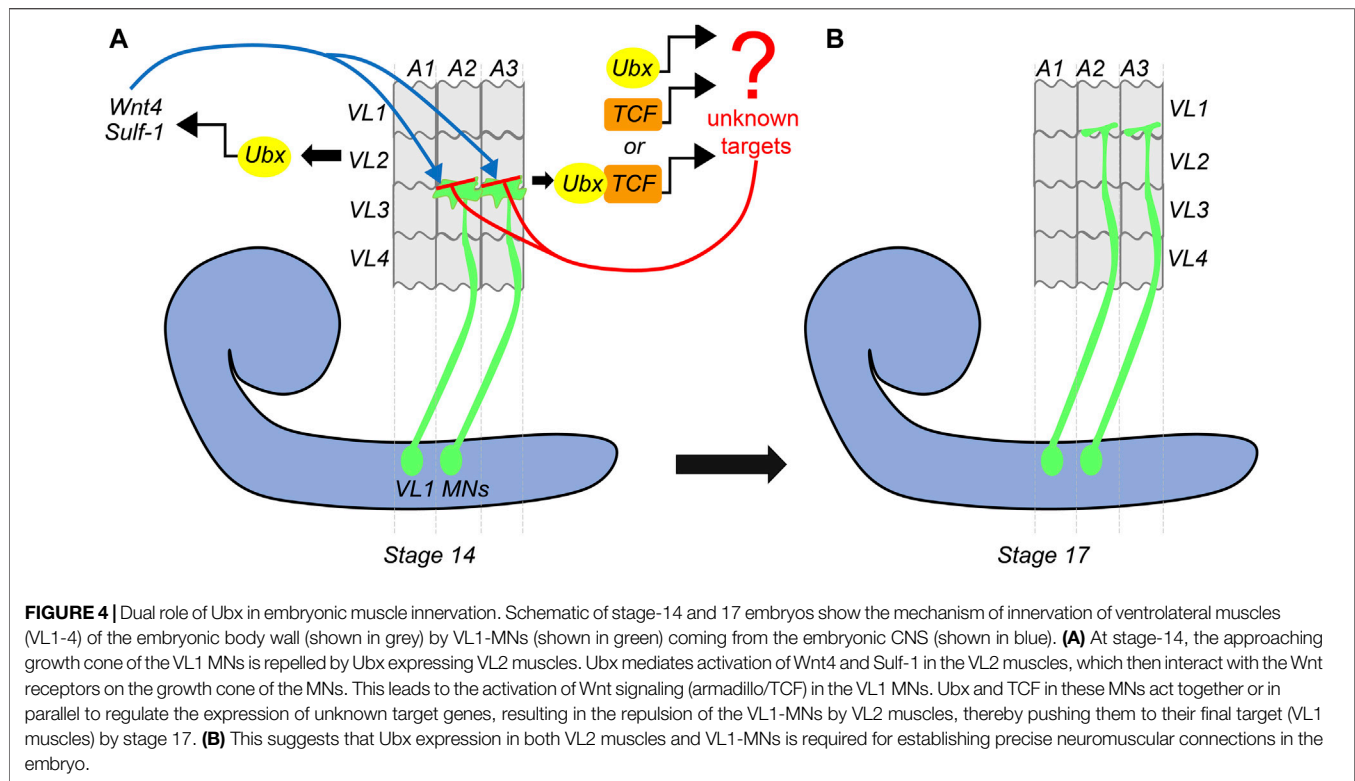 A
A1 A2 A3
Wnt4
Sulf-1
Ubx
VL1
VL2
VL3
VL4
Ubx
TCF
or
Ubx TCF
?
unknown
targets
VL1 MNs
Stage 14
B
A1 A2 A3
VL1
VL2
VL3
VL4
Stage 17
FIGURE 4 | Dual role of Ubx in embryonic muscle innervation. Schematic of stage-14 and 17 embryos show the mechanism of innervation of ventrolateral muscles
(VL1-4) of the embryonic body wall (shown in grey) by VL1-MNs (shown in green) coming from the embryonic CNS (shown in blue). (A) At stage-14, the approaching
growth cone of the VL1 MNs is repelled by Ubx expressing VL2 muscles. Ubx mediates activation of Wnt4 and Sulf-1 in the VL2 muscles, which then interact with the Wnt
receptors on the growth cone of the MNs. This leads to the activation of Wnt signaling (armadillo/TCF) in the VL1 MNs. Ubx and TCF in these MNs act together or in
parallel to regulate the expression of unknown target genes, resulting in the repulsion of the VL1-MNs by VL2 muscles, thereby pushing them to their final target (VL1
muscles) by stage 17. (B) This suggests that Ubx expression in both VL2 muscles and VL1-MNs is required for establishing precise neuromuscular connections in the
embryo.